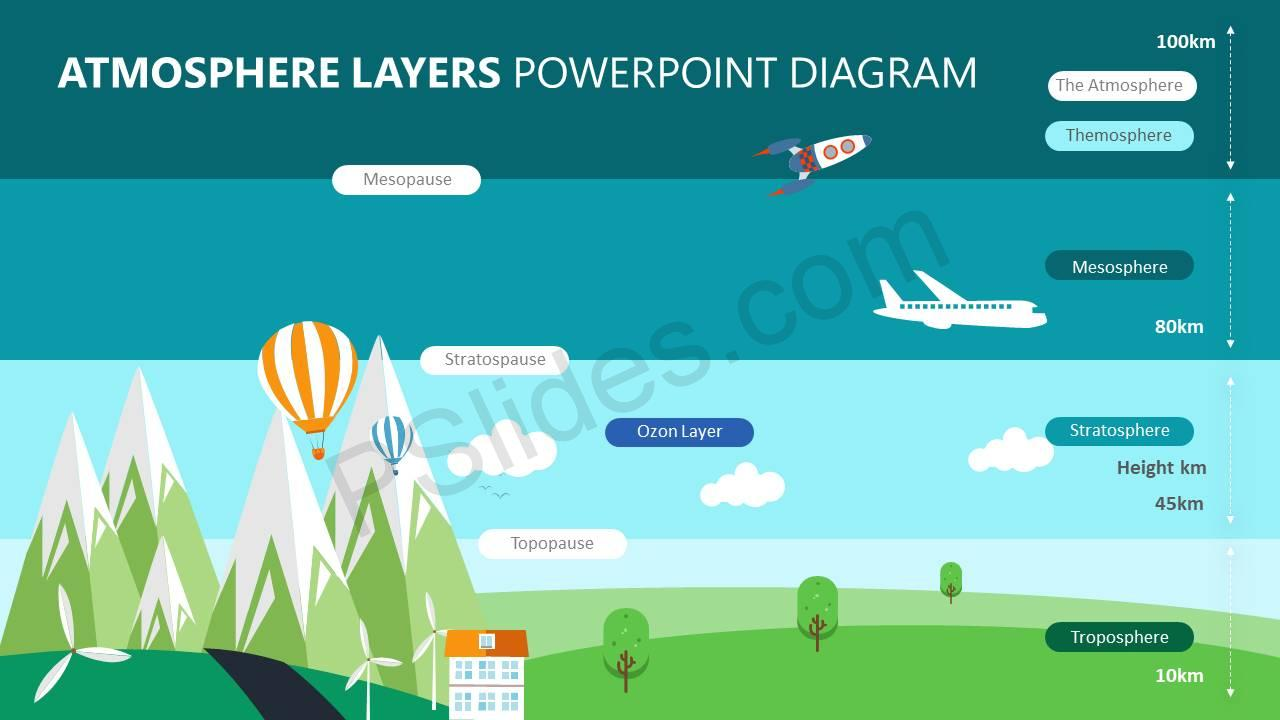 ATMOSPHERE LAYERS POWERPOINT DIAGRAM
100km
The Atmosphere
Themosphere
Mesopause
Mesosphere
80km
Stratospause
Ozon Layer
Stratosphere
Height km
45km
Topopause
Troposphere
10km
PSlides.com